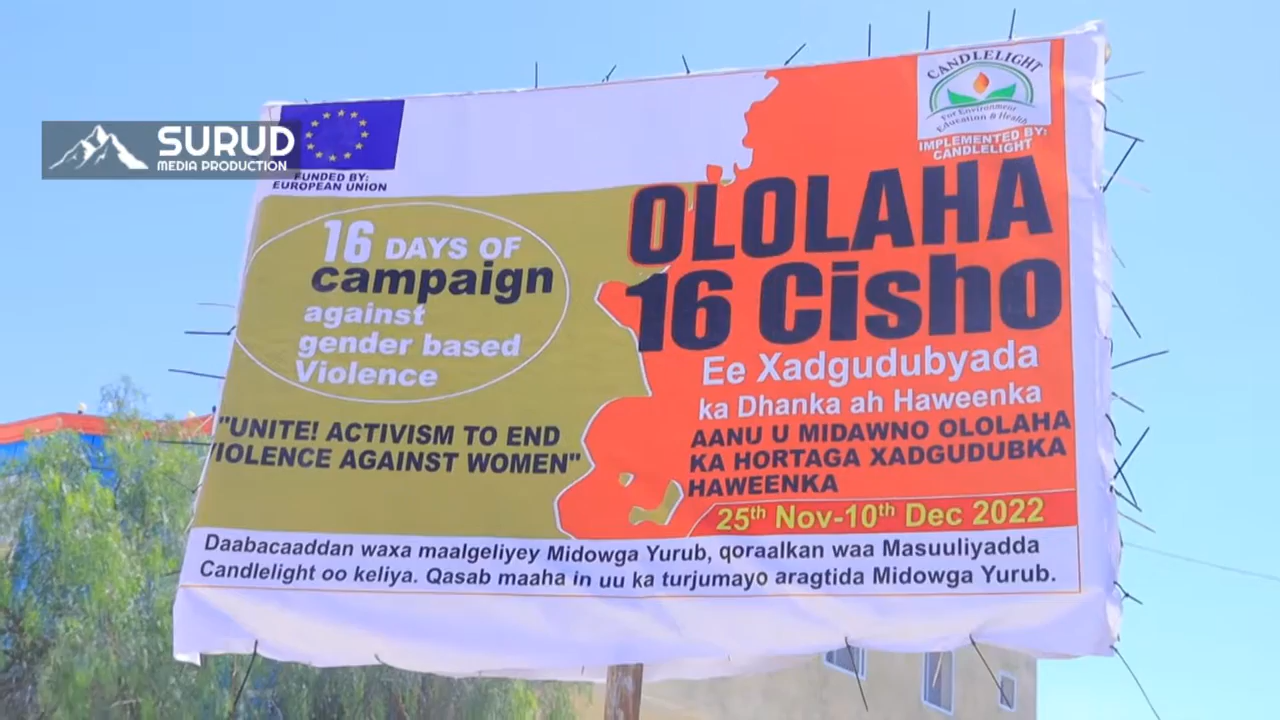 SURUD
MEDIA PRODUCTION
FUNDED BY:
EUROPEAN UNION
CANDLELIGHT
For Environment
Education & Health
IMPLEMENTED BY:
CANDLELIGHT
16 DAYS OF
campaign
against
gender based
Violence
"UNITE! ACTIVISM TO END
IOLENCE AGAINST WOMEN"
OLOLAHA
16 Cisho
Ee Xadgudubyada
ka Dhanka ah Haweenka
AANU U MIDAWNO OLOLAHA
KA HORTAGA XADGUDUBKA
HAWEENKA
25th Nov-10th Dec 2022
Daabacaaddan waxa maalgeliyey Midowga Yurub, qoraalkan waa Masuuliyadda
Candlelight oo keliya. Qasab maaha in uu ka turjumayo aragtida Midowga Yurub.